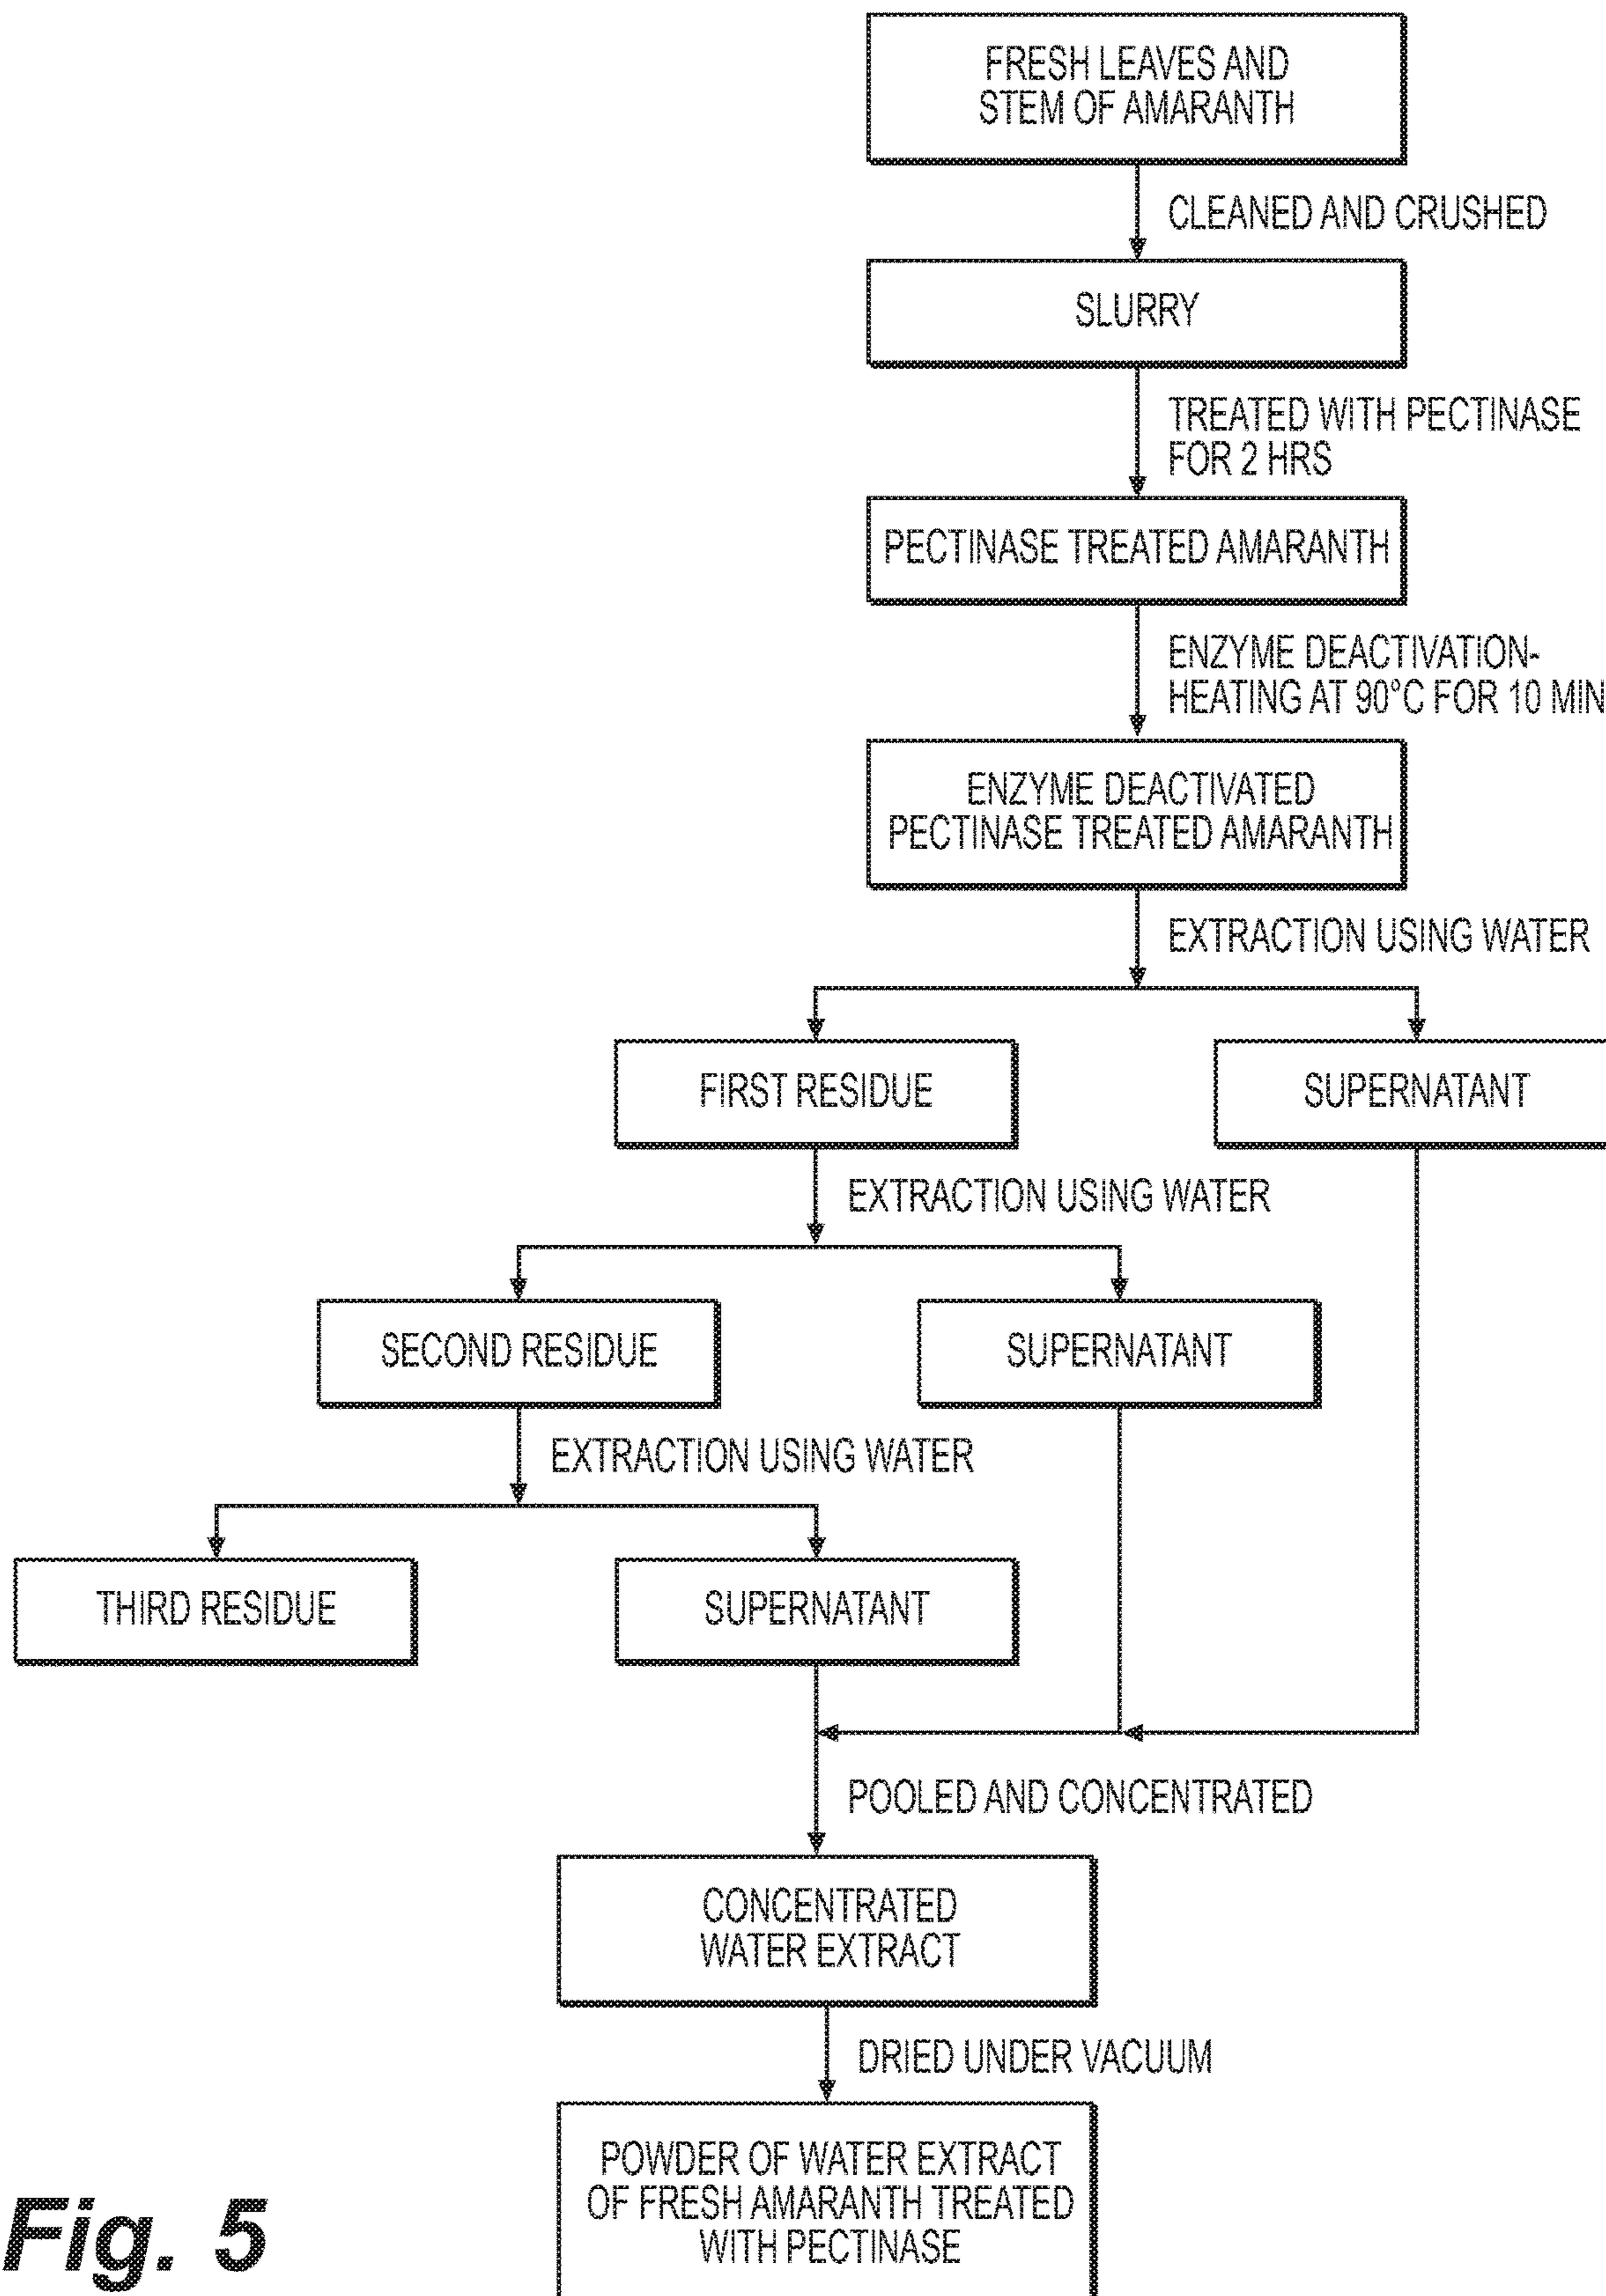 FRESH LEAVES AND
STEM OF AMARANTH
CLEANED AND CRUSHED
SLURRY
TREATED WITH PECTINASE
FOR 2 HRS
PECTINASE TREATED AMARANTH
ENZYME DEACTIVATION-
HEATING AT 90°C FOR 10 MIN
ENZYME DEACTIVATED
PECTINASE TREATED AMARANTH
EXTRACTION USING WATER
FIRST RESIDUE
SUPERNATANT
EXTRACTION USING WATER
SECOND RESIDUE
SUPERNATANT
EXTRACTION USING WATER
THIRD RESIDUE
SUPERNATANT
POOLED AND CONCENTRATED
CONCENTRATED
WATER EXTRACT
DRIED UNDER VACUUM
POWDER OF WATER EXTRACT
OF FRESH AMARANTH TREATED
WITH PECTINASE
Fig. 5